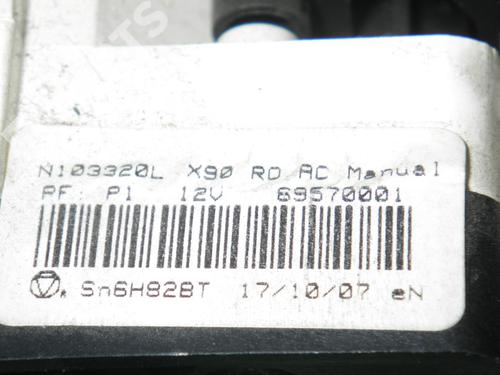 N103320L X90 RD AC Manual
PF: P1 12V 69570001
Sn6H828T 17/10/07 eN